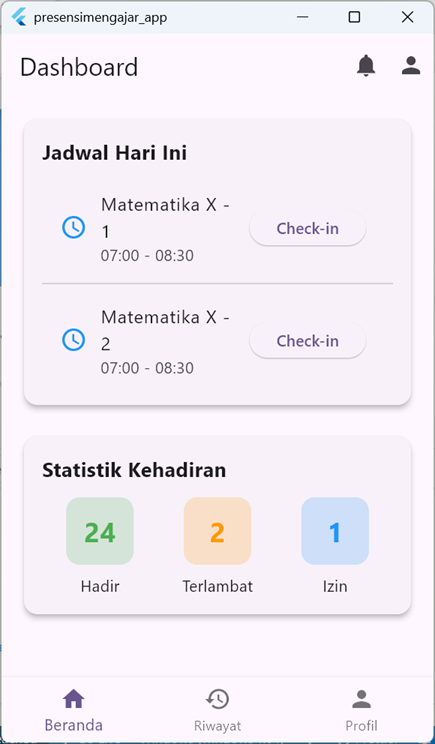 presensimengajar_app
Dashboard
Jadwal Hari Ini
Matematika X -
1
07:00 - 08:30
Check-in
Matematika X -
2
07:00 - 08:30
Check-in
Statistik Kehadiran
24
2
1
Hadir
Terlambat
Izin
Beranda
Riwayat
Profil